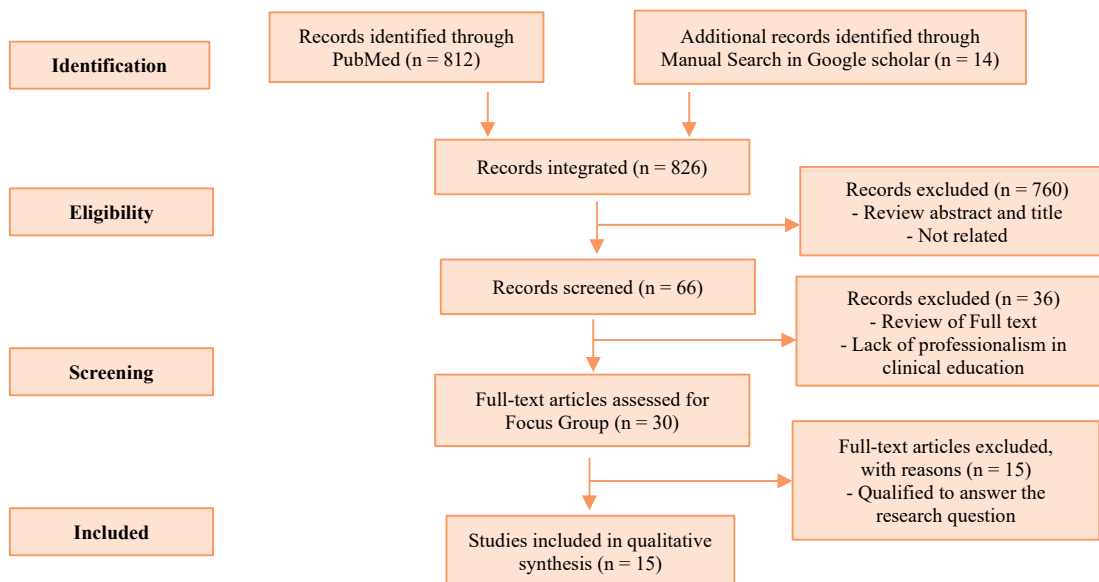 Identification
Records identified through
PubMed (n = 812)
Additional records identified through
Manual Search in Google scholar (n = 14)
Records integrated (n = 826)
Eligibility
Records excluded (n = 760)
- Review abstract and title
- Not related
Records screened (n = 66)
Records excluded (n = 36)
- Review of Full text
- Lack of professionalism in
clinical education
Screening
Full-text articles assessed for
Focus Group (n = 30)
Full-text articles excluded,
with reasons (n = 15)
- Qualified to answer the
research question
Included
Studies included in qualitative
synthesis (n = 15)